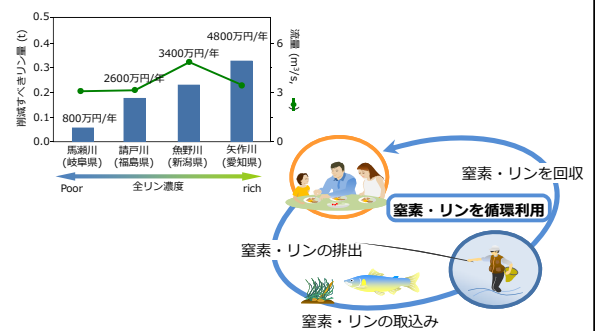 0.5
0.4
0.3
0.2
0.1
0.0
削減すべきリン量 (t)
800万円/年
2600万円/年
3400万円/年
4800万円/年
6
3
0
流量 (m³/s,
馬瀬川
(岐阜県)
請戸川
(福島県)
魚野川
(新潟県)
矢作川
(愛知県)
Poor
全リン濃度
rich
窒素・リンを回収
窒素・リンを循環利用
窒素・リンの排出
窒素・リンの取込み